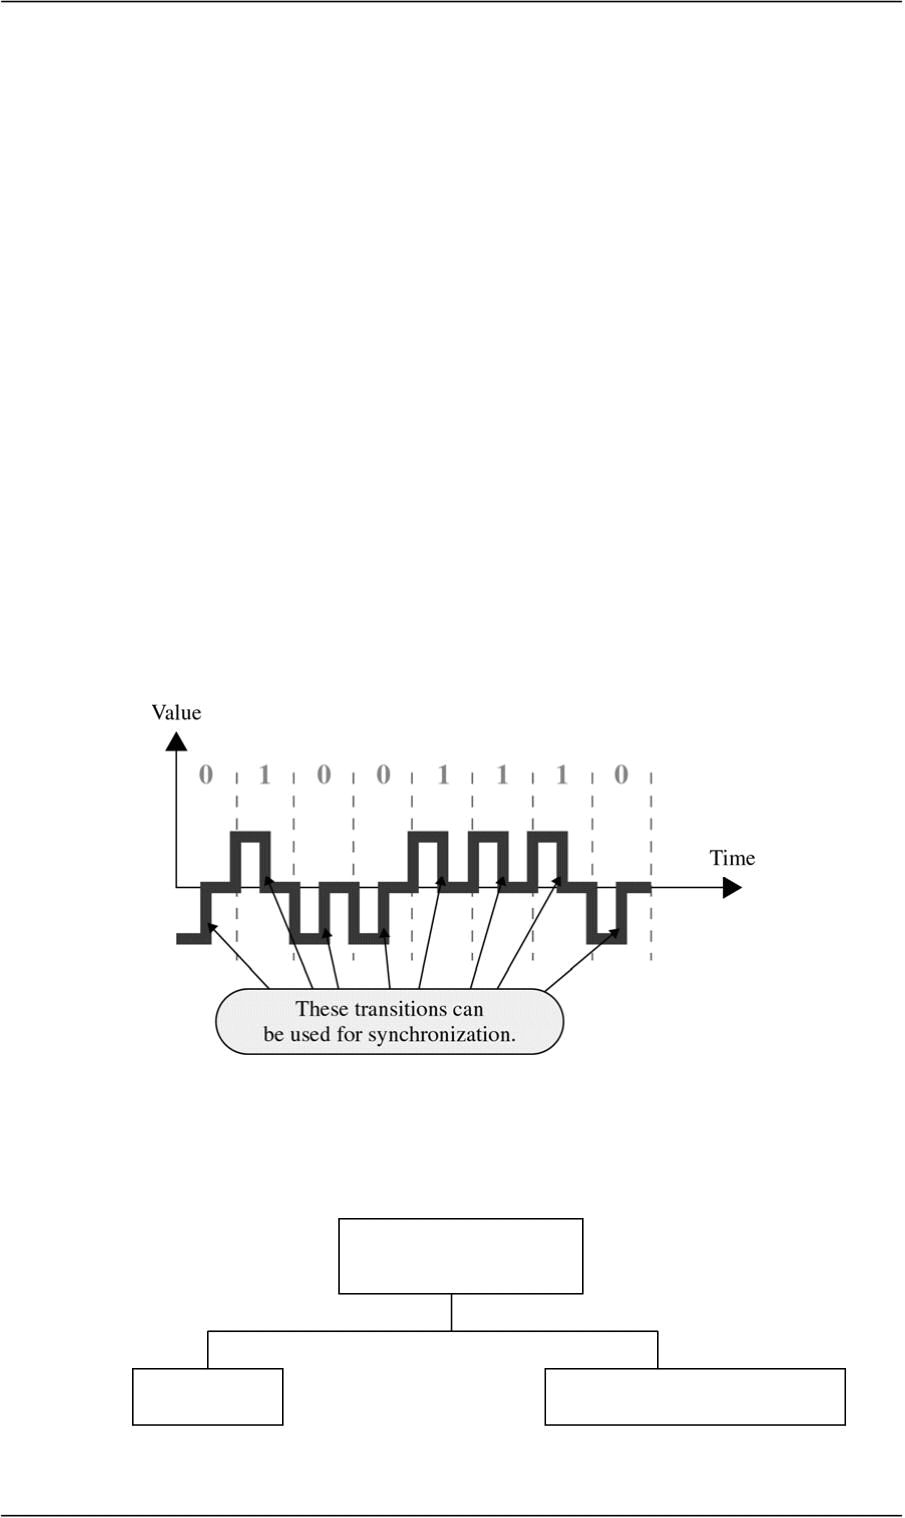 Value
0 1 0 0 1 1 1 0
Time
These transitions can
be used for synchronization.